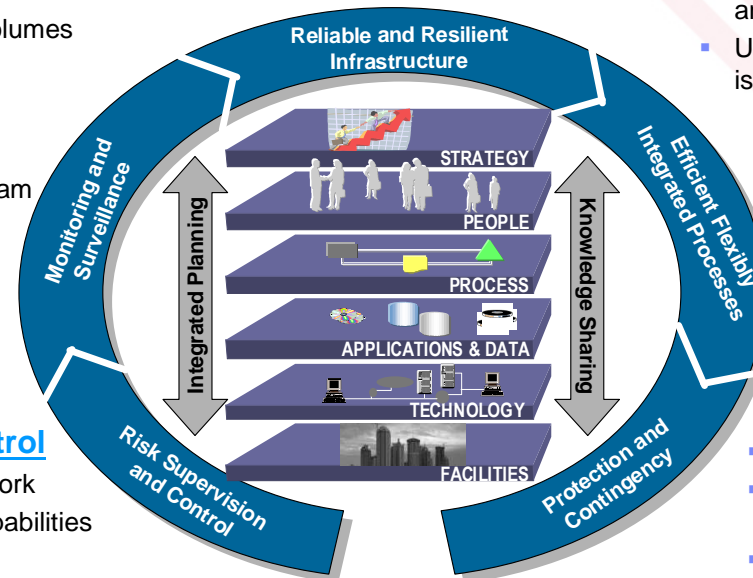 olumes
am
trol
ork
pabilities
Reliable and Resilient
Infrastructure
Monitoring and
Surveillance
Efficient Flexibly
Integrated Processes
Risk Supervision
and Control
Protection and
Contingency
Integrated Planning
Knowledge Sharing
STRATEGY
PEOPLE
PROCESS
APPLICATIONS & DATA
TECHNOLOGY
FACILITIES
an
U
is